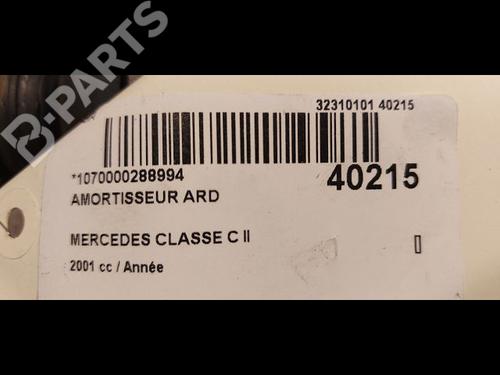 B-PARTS
32310101 40215
*1070000288994
40215
AMORTISSEUR ARD
MERCEDES CLASSE C II
2001 cc / Année